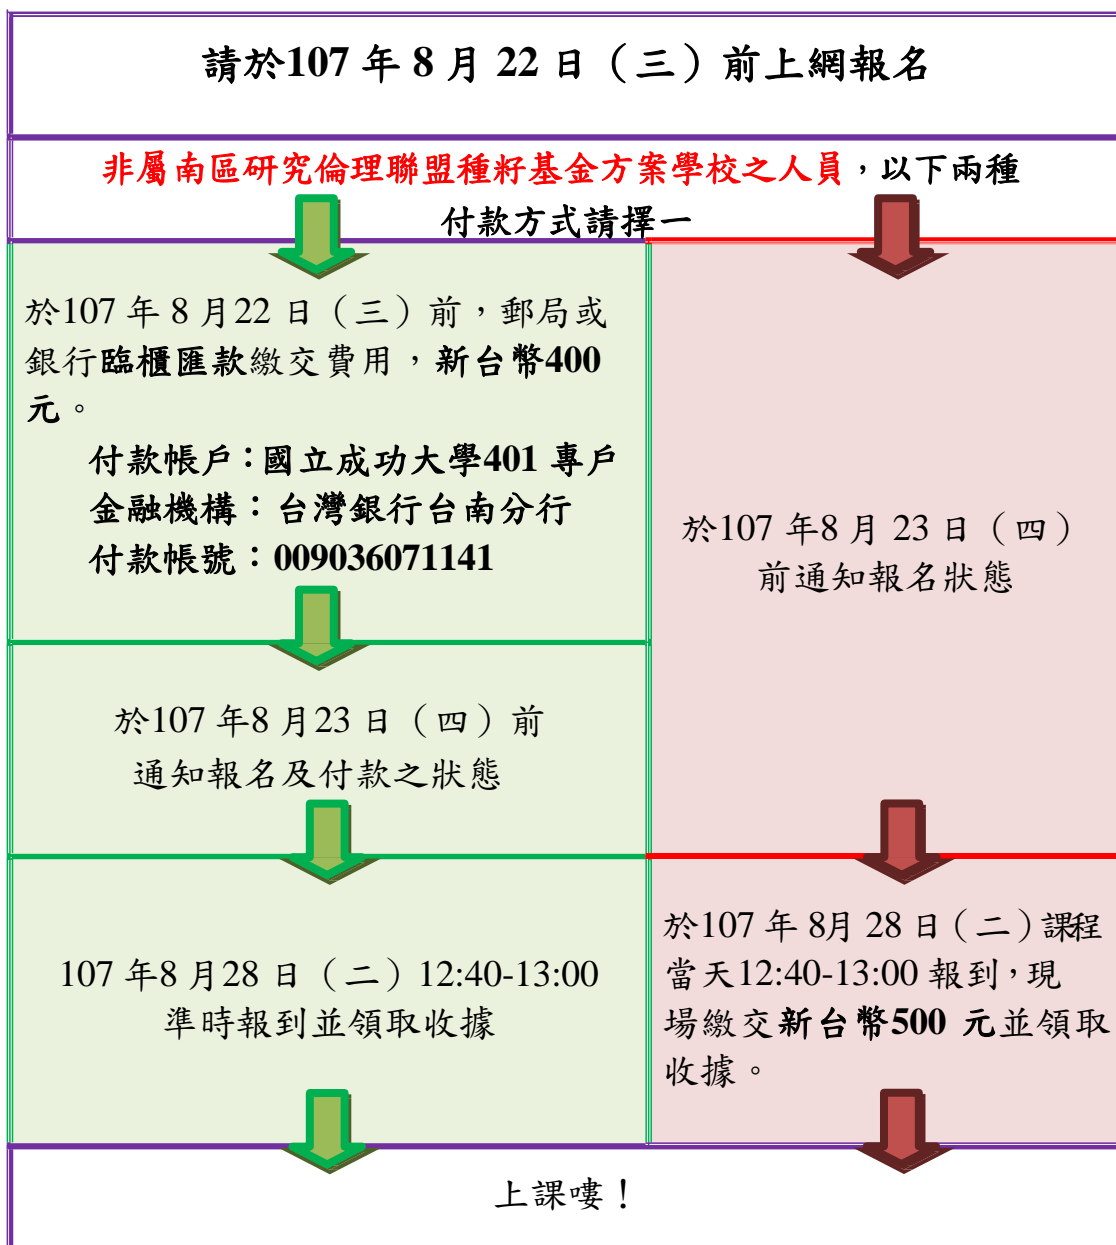 請於107 年 8 月 22 日（三）前上網報名
非屬南區研究倫理聯盟種籽基金方案學校之人員，以下兩種
付款方式請擇一
於107 年 8 月22 日（三）前，郵局或
銀行臨櫃匯款繳交費用，新台幣400
元。
付款帳戶：國立成功大學401 專戶
金融機構：台灣銀行台南分行
付款帳號：009036071141
於107 年8 月23 日（四）前
通知報名及付款之狀態
107 年8 月28 日（二）12:40-13:00
準時報到並領取收據
於107 年8 月 23 日（四）
前通知報名狀態
於107 年 8月 28 日（二）課程
當天12:40-13:00 報到，現
場繳交新台幣500 元並領取
收據。
上課嘍！